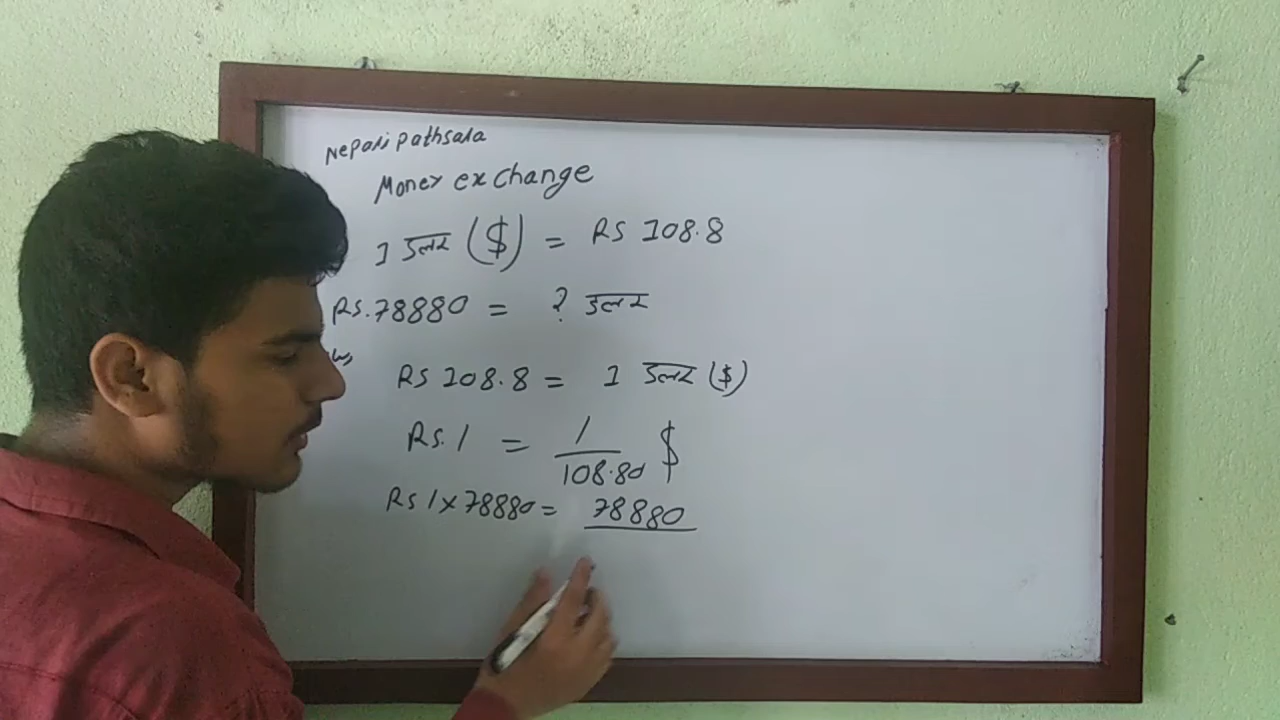 Nepali pathsala
Money exchange
1 डलर ($) = RS 108.8
RS.78880 = ? डलर
RS 108.8 = 1 डलर ($)
RS.1 = 1/108.80 $
RS 1 x 78880 = 78880